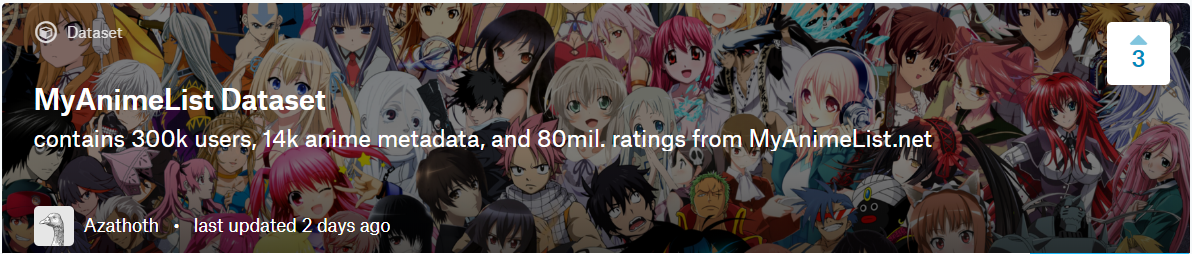 Dataset
3
MyAnimeList Dataset
contains 300k users, 14k anime metadata, and 80mil. ratings from MyAnimeList.net
Azathoth • last updated 2 days ago